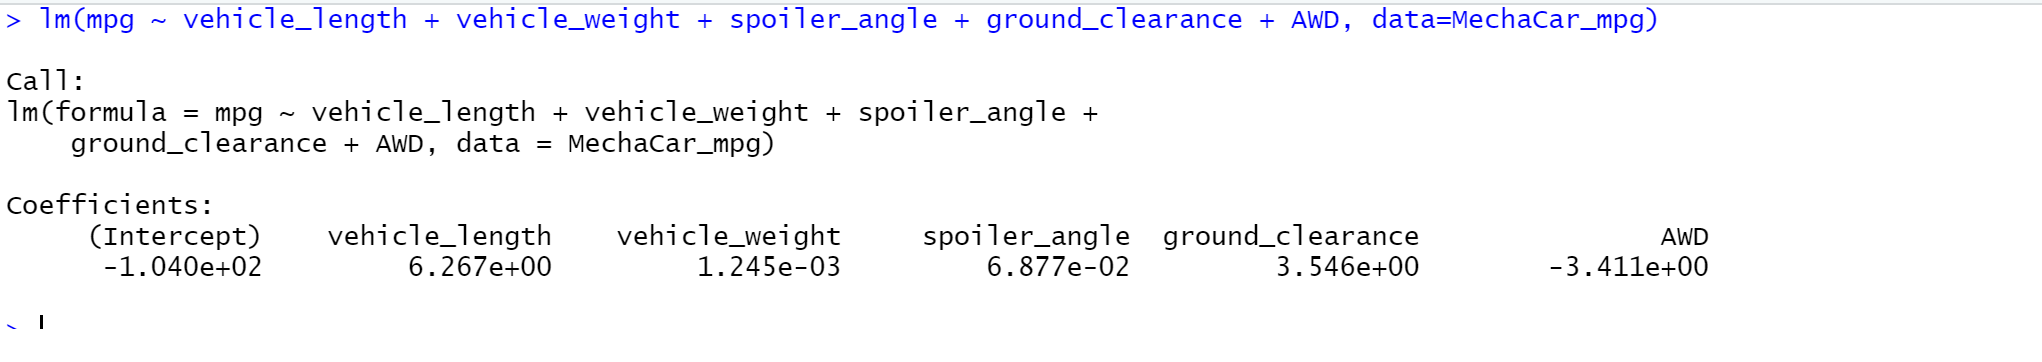 > lm(mpg ~ vehicle_length + vehicle_weight + spoiler_angle + ground_clearance + AWD, data=MechaCar_mpg)
Call:
lm(formula = mpg ~ vehicle_length + vehicle_weight + spoiler_angle +
    ground_clearance + AWD, data = MechaCar_mpg)
Coefficients:
     (Intercept)    vehicle_length    vehicle_weight     spoiler_angle  ground_clearance               AWD
      -1.040e+02         6.267e+00         1.245e-03         6.877e-02         3.546e+00        -3.411e+00
>